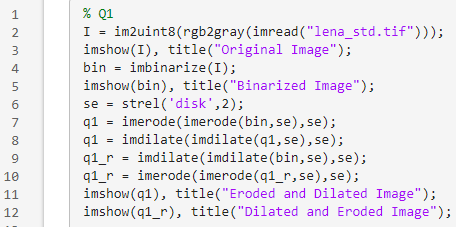 1 % Q1
2 I = im2uint8(rgb2gray(imread("lena_std.tif")));
3 imshow(I), title("Original Image");
4 bin = imbinarize(I);
5 imshow(bin), title("Binarized Image");
6 se = strel('disk',2);
7 q1 = imerode(imerode(bin,se),se);
8 q1 = imdilate(imdilate(q1,se),se);
9 q1_r = imdilate(imdilate(bin,se),se);
10 q1_r = imerode(imerode(q1_r,se),se);
11 imshow(q1), title("Eroded and Dilated Image");
12 imshow(q1_r), title("Dilated and Eroded Image");